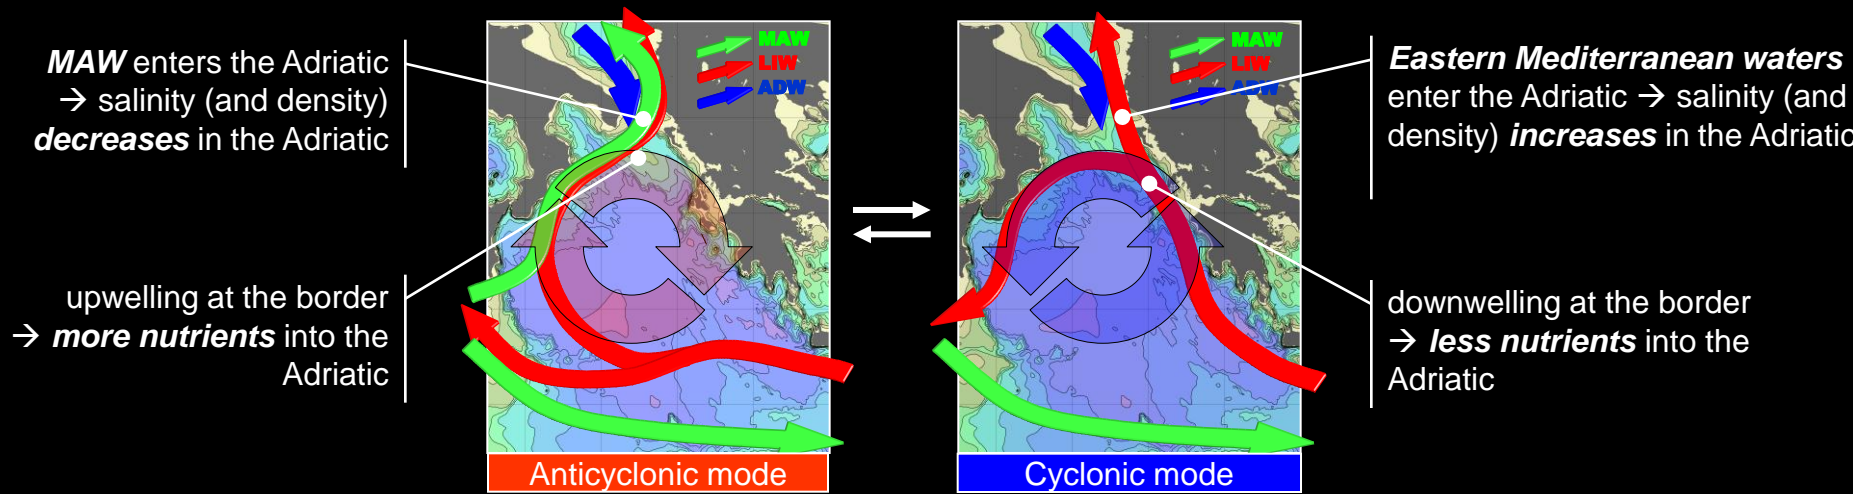 MAW enters the Adriatic
→ salinity (and density)
decreases in the Adriatic
upwelling at the border
→ more nutrients into the
Adriatic
MAW
LIW
ADW
Anticyclonic mode
MAW
LIW
ADW
Cyclonic mode
Eastern Mediterranean waters
enter the Adriatic → salinity (and
density) increases in the Adriatic
downwelling at the border
→ less nutrients into the
Adriatic